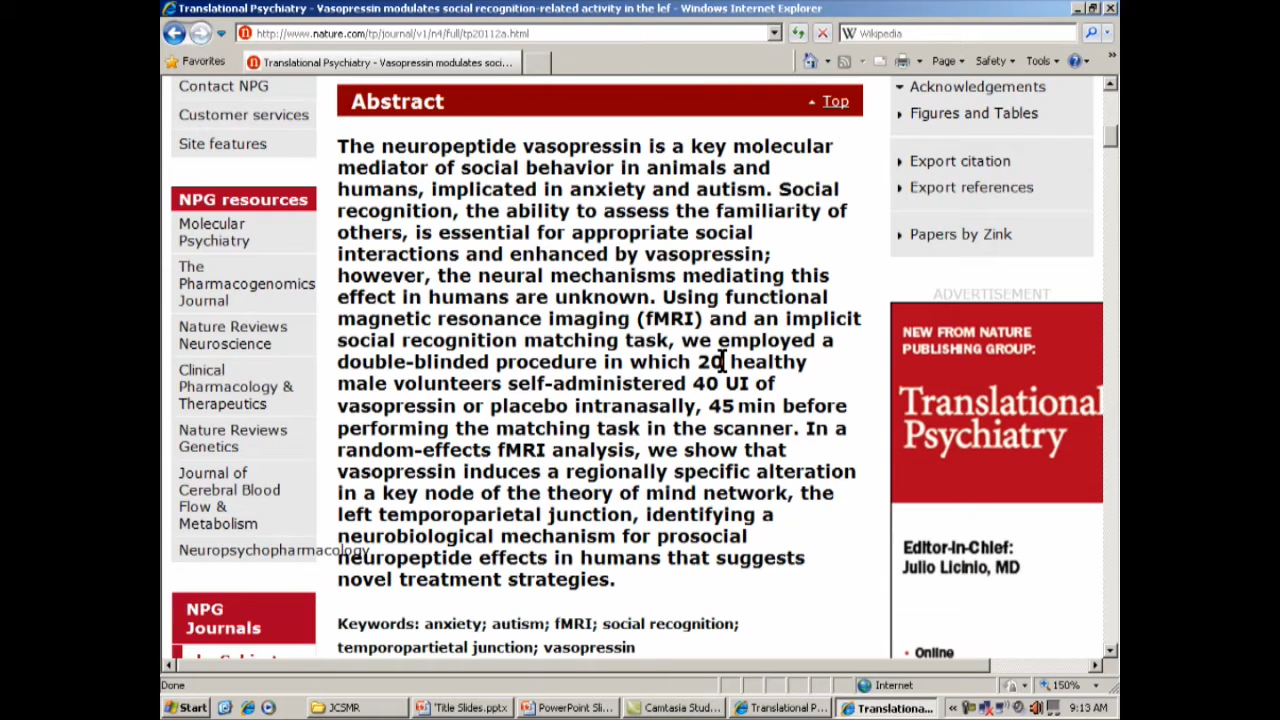 Translational Psychiatry - Vasopressin modulates social recognition-related activity in the lef - Windows Internet Explorer
http://www.nature.com/tp/journal/v1/n4/full/tp20112a.html
Wikipedia
Favorites
Translational Psychiatry - Vasopressin modulates soci...
Page
Safety
Tools
Contact NPG
Customer services
Site features
NPG resources
Molecular
Psychiatry
The
Pharmacogenomics
Journal
Nature Reviews
Neuroscience
Clinical
Pharmacology &
Therapeutics
Nature Reviews
Genetics
Journal of
Cerebral Blood
Flow &
Metabolism
Neuropsychopharmacology
NPG
Journals
Abstract
Top
The neuropeptide vasopressin is a key molecular
mediator of social behavior in animals and
humans, implicated in anxiety and autism. Social
recognition, the ability to assess the familiarity of
others, is essential for appropriate social
interactions and enhanced by vasopressin;
however, the neural mechanisms mediating this
effect in humans are unknown. Using functional
magnetic resonance imaging (fMRI) and an implicit
social recognition matching task, we employed a
double-blinded procedure in which 20 healthy
male volunteers self-administered 40 UI of
vasopressin or placebo intranasally, 45 min before
performing the matching task in the scanner. In a
random-effects fMRI analysis, we show that
vasopressin induces a regionally specific alteration
in a key node of the theory of mind network, the
left temporoparietal junction, identifying a
neurobiological mechanism for prosocial
neuropeptide effects in humans that suggests
novel treatment strategies.
Keywords: anxiety; autism; fMRI; social recognition;
temporpartietal junction; vasopressin
Acknowledgements
Figures and Tables
Export citation
Export references
Papers by Zink
ADVERTISEMENT
NEW FROM NATURE
PUBLISHING GROUP:
Translational
Psychiatry
Editor-in-Chief:
Julio Licinio, MD
• Online
Done
Internet
150%
Start
JCSMR
'Title Slides.pptx
PowerPoint Sli...
Camtasia Stud...
Translational P...
Translationa...
9:13 AM